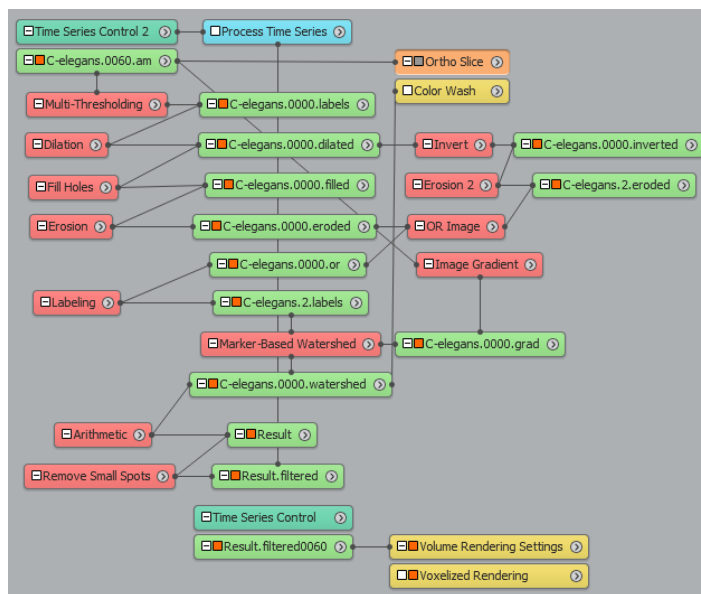 Time Series Control 2
Process Time Series
C-elegans.0060.am
Ortho Slice
Color Wash
Multi-Thresholding
C-elegans.0000.labels
Dilation
C-elegans.0000.dilated
Invert
C-elegans.0000.inverted
Fill Holes
C-elegans.0000.filled
Erosion 2
C-elegans.2.eroded
Erosion
C-elegans.0000.eroded
OR Image
C-elegans.0000.or
Image Gradient
Labeling
C-elegans.2.labels
Marker-Based Watershed
C-elegans.0000.grad
C-elegans.0000.watershed
Arithmetic
Result
Remove Small Spots
Result.filtered
Time Series Control
Result.filtered0060
Volume Rendering Settings
Voxelized Rendering